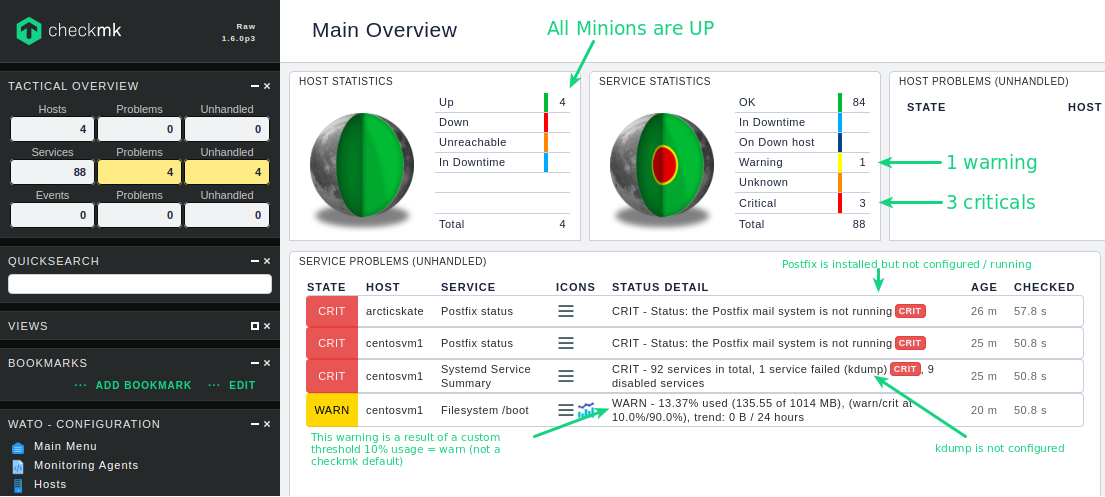 checkmk
Raw
1.6.0p3
TACTICAL OVERVIEW
Hosts Problems Unhandled
4 0 0
Services Problems Unhandled
88 4 4
Events Problems Unhandled
0 0 0
QUICKSEARCH
VIEWS
BOOKMARKS
ADD BOOKMARK EDIT
WATO - CONFIGURATION
Main Menu
Monitoring Agents
Hosts
Main Overview
All Minions are UP
HOST STATISTICS
Up 4
Down
Unreachable
In Downtime
Total 4
SERVICE STATISTICS
OK 84
In Downtime
On Down host
Warning 1
Unknown
Critical 3
Total 88
HOST PROBLEMS (UNHANDLED)
STATE HOST
1 warning
3 criticals
SERVICE PROBLEMS (UNHANDLED)
Postfix is installed but not configured / running
STATE HOST SERVICE ICONS STATUS DETAIL AGE CHECKED
CRIT arcticskate Postfix status CRIT - Status: the Postfix mail system is not running CRIT 26 m 57.8 s
CRIT centosvm1 Postfix status CRIT - Status: the Postfix mail system is not running CRIT 25 m 50.8 s
CRIT centosvm1 Systemd Service Summary CRIT - 92 services in total, 1 service failed (kdump) CRIT, 9 disabled services 25 m 50.8 s
WARN centosvm1 Filesystem /boot WARN - 13.37% used (135.55 of 1014 MB), (warn/crit at 10.0%/90.0%), trend: 0 B / 24 hours 20 m 50.8 s
This warning is a result of a custom
threshold 10% usage = warn (not a
checkmk default)
kdump is not configured